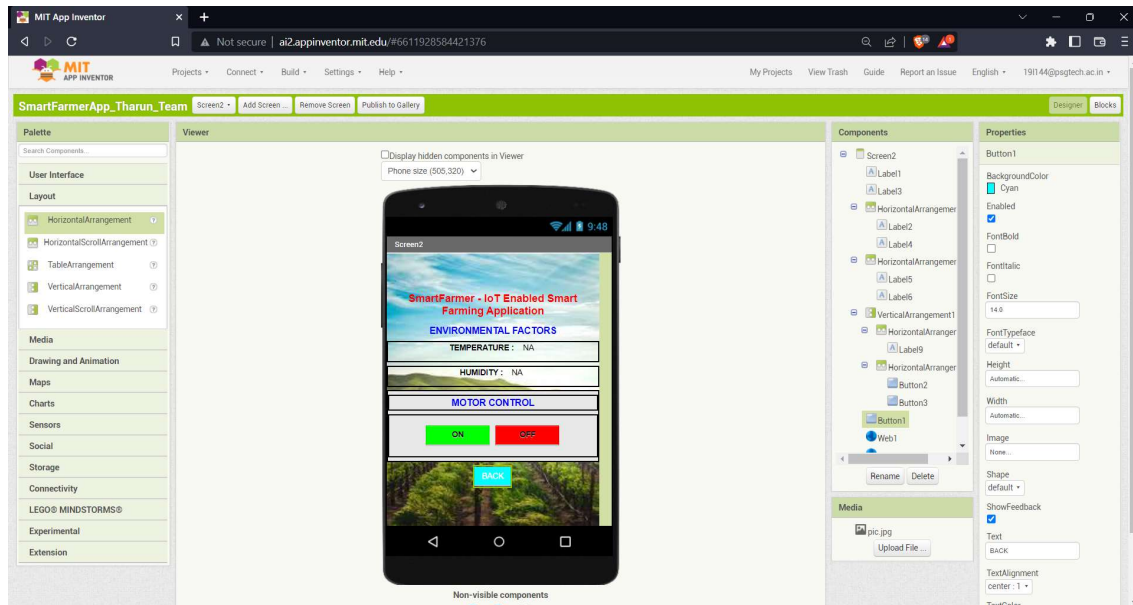 MIT App Inventor
Not secure | ai2.appinventor.mit.edu/#6611928584421376
MIT
APP INVENTOR
Projects Connect Build Settings Help My Projects View Trash Guide Report an Issue English 19l144@psgtech.ac.in
SmartFarmerApp_Tharun_Team Screen2 Add Screen ... Remove Screen Publish to Gallery Designer Blocks
Palette
Search Components...
User Interface
Layout
HorizontalArrangement
HorizontalScrollArrangement
TableArrangement
VerticalArrangement
VerticalScrollArrangement
Media
Drawing and Animation
Maps
Charts
Sensors
Social
Storage
Connectivity
LEGO® MINDSTORMS®
Experimental
Extension
Viewer
Display hidden components in Viewer
Phone size (505,320)
9:48
Screen2
SmartFarmer - IoT Enabled Smart
Farming Application
ENVIRONMENTAL FACTORS
TEMPERATURE : NA
HUMIDITY : NA
MOTOR CONTROL
ON OFF
BACK
Non-visible components
Components
Screen2
Label1
Label3
HorizontalArrangemer
Label2
Label4
HorizontalArrangemer
Label5
Label6
VerticalArrangement1
HorizontalArranger
Label9
HorizontalArranger
Button2
Button3
Button1
Web1
Rename Delete
Media
pic.jpg
Upload File ...
Properties
Button1
BackgroundColor
Cyan
Enabled
FontBold
FontItalic
FontSize
14.0
FontTypeface
default
Height
Automatic...
Width
Automatic...
Image
None...
Shape
default
ShowFeedback
Text
BACK
TextAlignment
center : 1
TextColor